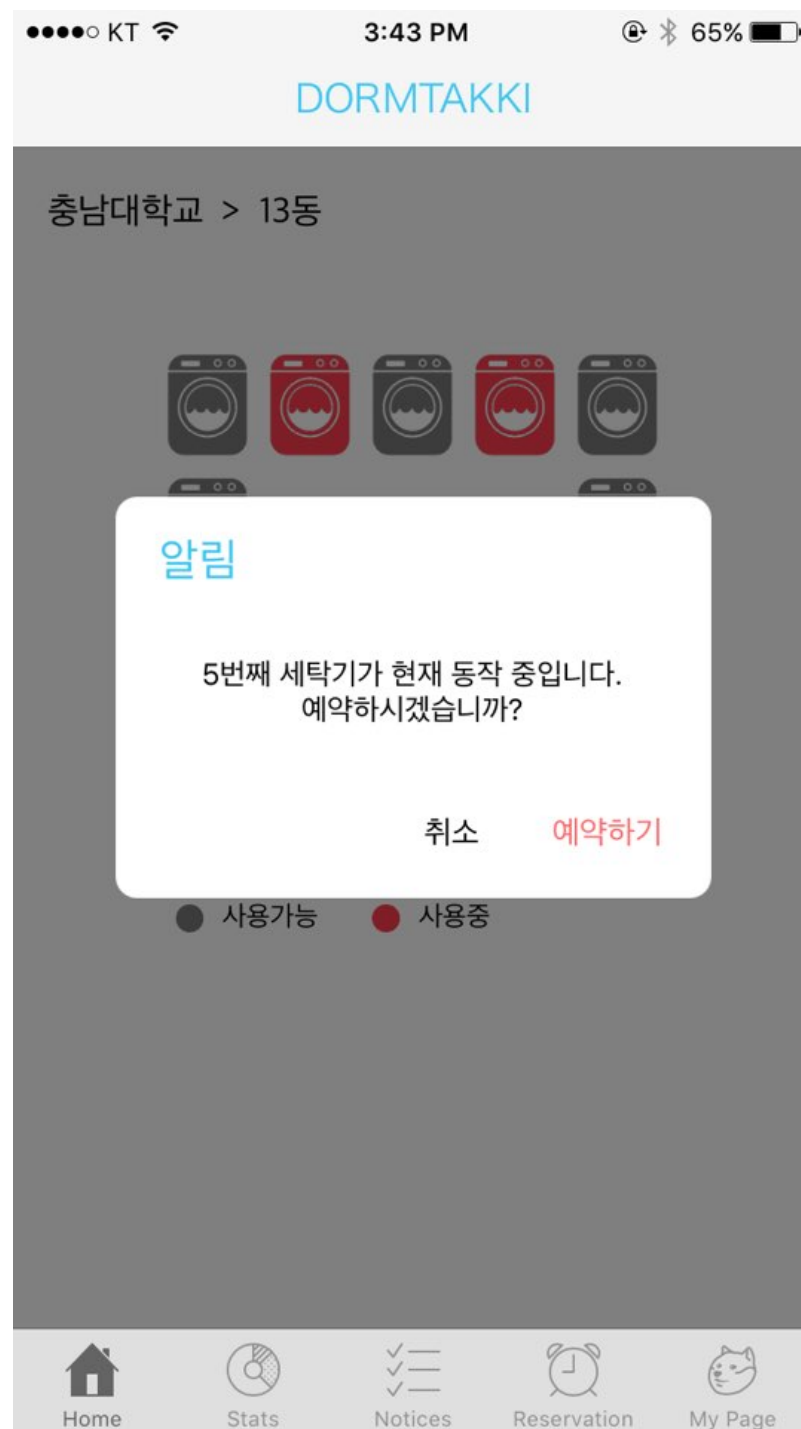 KT 3:43 PM 65%
DORMTAKKI
충남대학교 > 13동
알림
5번째 세탁기가 현재 동작 중입니다.
예약하시겠습니까?
취소 예약하기
사용가능 사용중
Home Stats Notices Reservation My Page